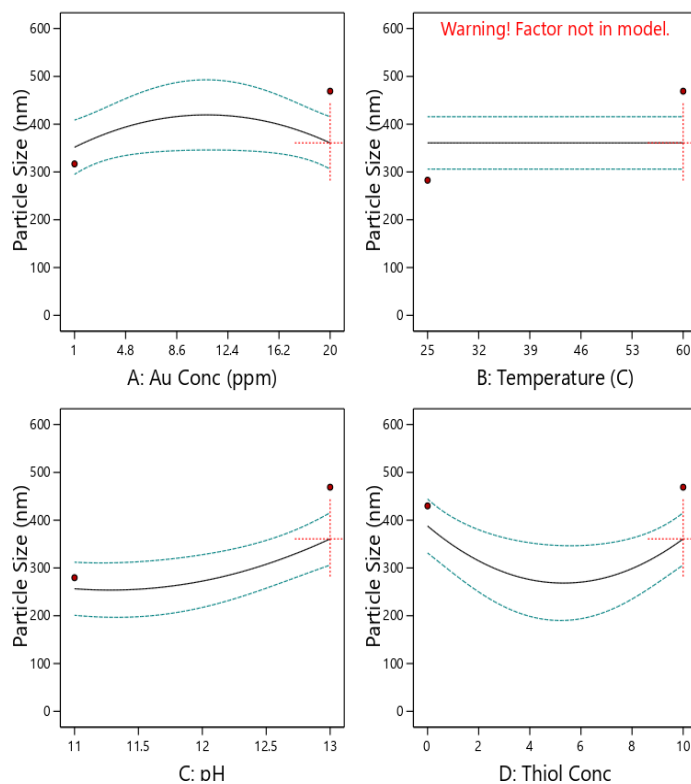 600
500
400
300
200
100
0
Particle Size (nm)
1 4.8 8.6 12.4 16.2 20
A: Au Conc (ppm)
Warning! Factor not in model.
600
500
400
300
200
100
0
Particle Size (nm)
25 32 39 46 53 60
B: Temperature (C)
600
500
400
300
200
100
0
Particle Size (nm)
11 11.5 12 12.5 13
C: pH
600
500
400
300
200
100
0
Particle Size (nm)
0 2 4 6 8 10
D: Thiol Conc